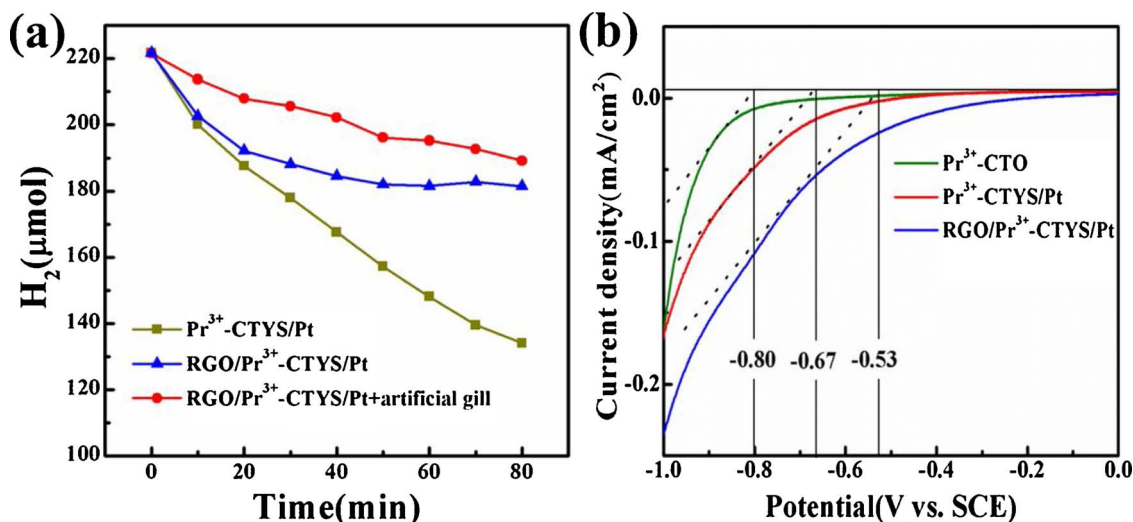 (a)
220
200
180
160
140
120
100
H₂(μmol)
Pr³⁺-CTYS/Pt
RGO/Pr³⁺-CTYS/Pt
RGO/Pr³⁺-CTYS/Pt+artificial gill
0 20 40 60 80
Time(min)
(b)
0.0
-0.1
-0.2
Current density(mA/cm²)
Pr³⁺-CTO
Pr³⁺-CTYS/Pt
RGO/Pr³⁺-CTYS/Pt
-0.80 -0.67 -0.53
-1.0 -0.8 -0.6 -0.4 -0.2 0.0
Potential(V vs. SCE)